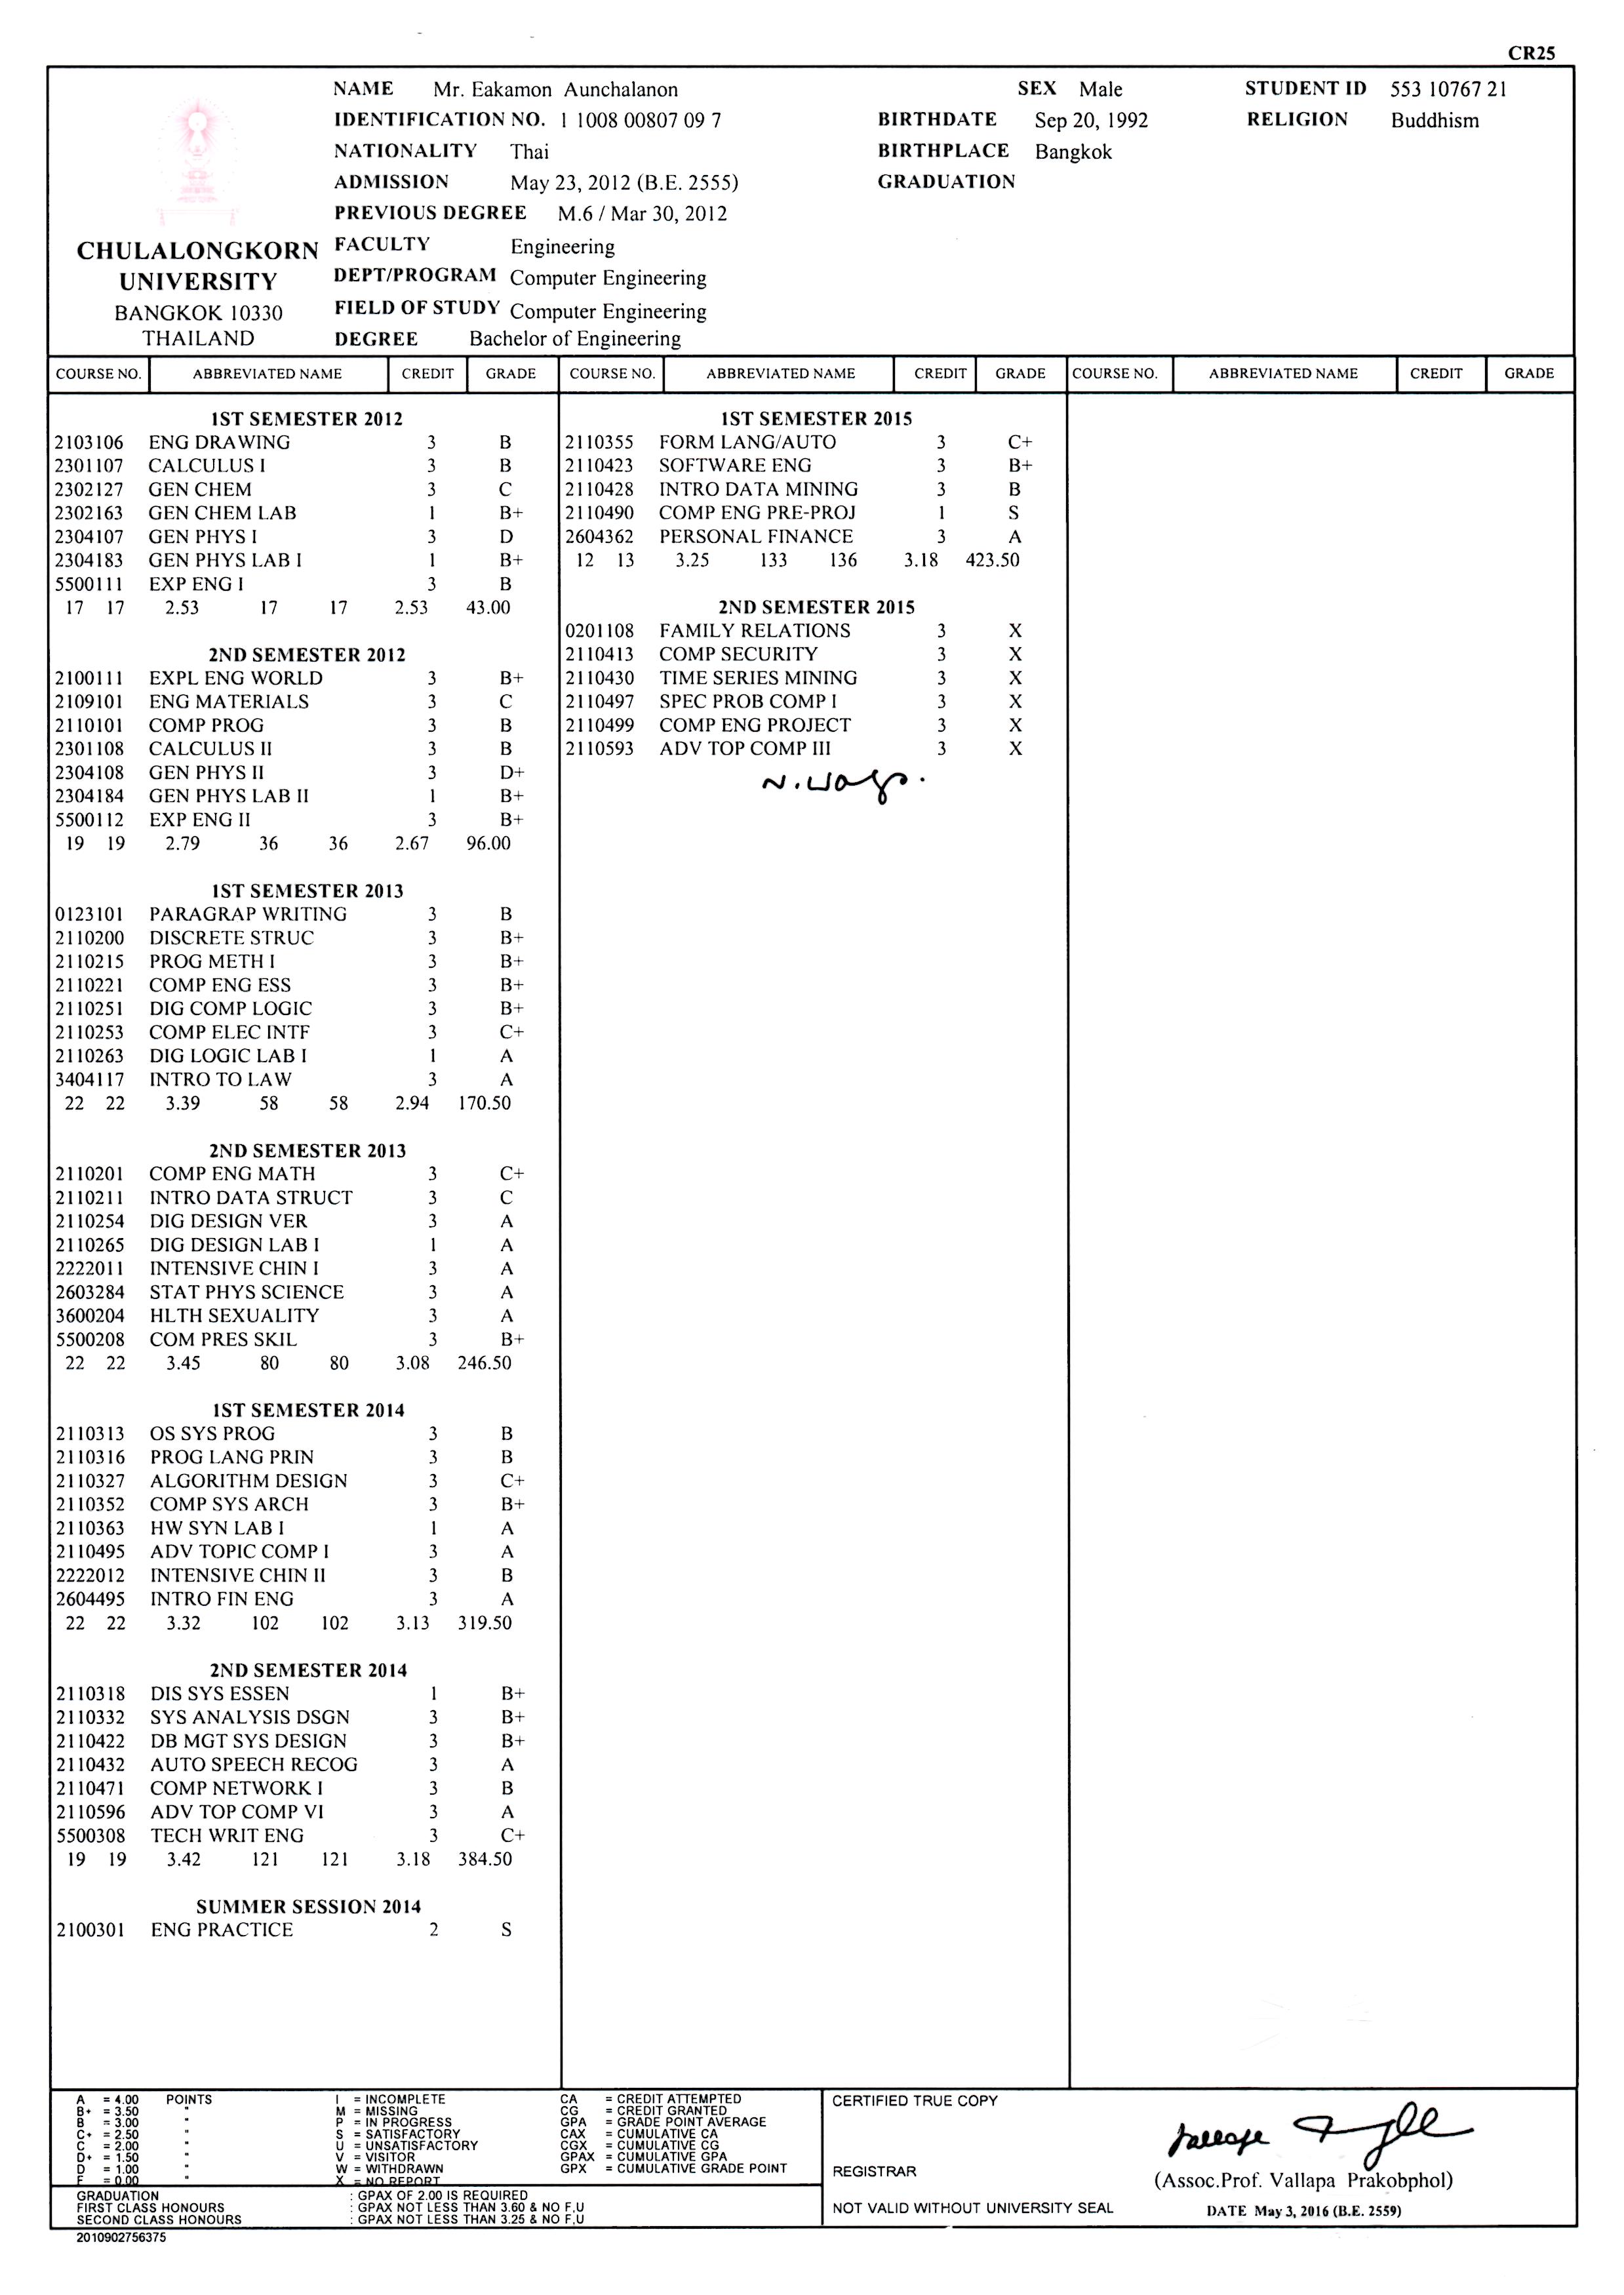 CR25
CHULALONGKORN
UNIVERSITY
BANGKOK 10330
THAILAND
NAME Mr. Eakamon Aunchalanon SEX Male STUDENT ID 553 10767 21
IDENTIFICATION NO. 1 1008 00807 09 7 BIRTHDATE Sep 20, 1992 RELIGION Buddhism
NATIONALITY Thai BIRTHPLACE Bangkok
ADMISSION May 23, 2012 (B.E. 2555) GRADUATION
PREVIOUS DEGREE M.6 / Mar 30, 2012
FACULTY Engineering
DEPT/PROGRAM Computer Engineering
FIELD OF STUDY Computer Engineering
DEGREE Bachelor of Engineering
COURSE NO. ABBREVIATED NAME CREDIT GRADE COURSE NO. ABBREVIATED NAME CREDIT GRADE COURSE NO. ABBREVIATED NAME CREDIT GRADE
1ST SEMESTER 2012
2103106 ENG DRAWING 3 B
2301107 CALCULUS I 3 B
2302127 GEN CHEM 3 C
2302163 GEN CHEM LAB 1 B+
2304107 GEN PHYS I 3 D
2304183 GEN PHYS LAB I 1 B+
5500111 EXP ENG I 3 B
17 17 2.53 17 17 2.53 43.00
2ND SEMESTER 2012
2100111 EXPL ENG WORLD 3 B+
2109101 ENG MATERIALS 3 C
2110101 COMP PROG 3 B
2301108 CALCULUS II 3 B
2304108 GEN PHYS II 3 D+
2304184 GEN PHYS LAB II 1 B+
5500112 EXP ENG II 3 B+
19 19 2.79 36 36 2.67 96.00
1ST SEMESTER 2013
0123101 PARAGRAP WRITING 3 B
2110200 DISCRETE STRUC 3 B+
2110215 PROG METH I 3 B+
2110221 COMP ENG ESS 3 B+
2110251 DIG COMP LOGIC 3 B+
2110253 COMP ELEC INTF 3 C+
2110263 DIG LOGIC LAB I 1 A
3404117 INTRO TO LAW 3 A
22 22 3.39 58 58 2.94 170.50
2ND SEMESTER 2013
2110201 COMP ENG MATH 3 C+
2110211 INTRO DATA STRUCT 3 C
2110254 DIG DESIGN VER 3 A
2110265 DIG DESIGN LAB I 1 A
2222011 INTENSIVE CHIN I 3 A
2603284 STAT PHYS SCIENCE 3 A
3600204 HLTH SEXUALITY 3 A
5500208 COM PRES SKIL 3 B+
22 22 3.45 80 80 3.08 246.50
1ST SEMESTER 2014
2110313 OS SYS PROG 3 B
2110316 PROG LANG PRIN 3 B
2110327 ALGORITHM DESIGN 3 C+
2110352 COMP SYS ARCH 3 B+
2110363 HW SYN LAB I 1 A
2110495 ADV TOPIC COMP I 3 A
2222012 INTENSIVE CHIN II 3 B
2604495 INTRO FIN ENG 3 A
22 22 3.32 102 102 3.13 319.50
2ND SEMESTER 2014
2110318 DIS SYS ESSEN 1 B+
2110332 SYS ANALYSIS DSGN 3 B+
2110422 DB MGT SYS DESIGN 3 B+
2110432 AUTO SPEECH RECOG 3 A
2110471 COMP NETWORK I 3 B
2110596 ADV TOP COMP VI 3 A
5500308 TECH WRIT ENG 3 C+
19 19 3.42 121 121 3.18 384.50
SUMMER SESSION 2014
2100301 ENG PRACTICE 2 S
1ST SEMESTER 2015
2110355 FORM LANG/AUTO 3 C+
2110423 SOFTWARE ENG 3 B+
2110428 INTRO DATA MINING 3 B
2110490 COMP ENG PRE-PROJ 1 S
2604362 PERSONAL FINANCE 3 A
12 13 3.25 133 136 3.18 423.50
2ND SEMESTER 2015
0201108 FAMILY RELATIONS 3 X
2110413 COMP SECURITY 3 X
2110430 TIME SERIES MINING 3 X
2110497 SPEC PROB COMP I 3 X
2110499 COMP ENG PROJECT 3 X
2110593 ADV TOP COMP III 3 X
A = 4.00 POINTS
B+ = 3.50 "
B = 3.00 "
C+ = 2.50 "
C = 2.00 "
D+ = 1.50 "
D = 1.00 "
F = 0.00
I = INCOMPLETE
M = MISSING
P = IN PROGRESS
S = SATISFACTORY
U = UNSATISFACTORY
V = VISITOR
W = WITHDRAWN
X = NO REPORT
CA = CREDIT ATTEMPTED
CG = CREDIT GRANTED
GPA = GRADE POINT AVERAGE
CAX = CUMULATIVE CA
CGX = CUMULATIVE CG
GPAX = CUMULATIVE GPA
GPX = CUMULATIVE GRADE POINT
GRADUATION : GPAX OF 2.00 IS REQUIRED
FIRST CLASS HONOURS : GPAX NOT LESS THAN 3.60 & NO F,U
SECOND CLASS HONOURS : GPAX NOT LESS THAN 3.25 & NO F,U
CERTIFIED TRUE COPY
REGISTRAR
(Assoc.Prof. Vallapa Prakobphol)
NOT VALID WITHOUT UNIVERSITY SEAL
DATE May 3, 2016 (B.E. 2559)
2010902756375